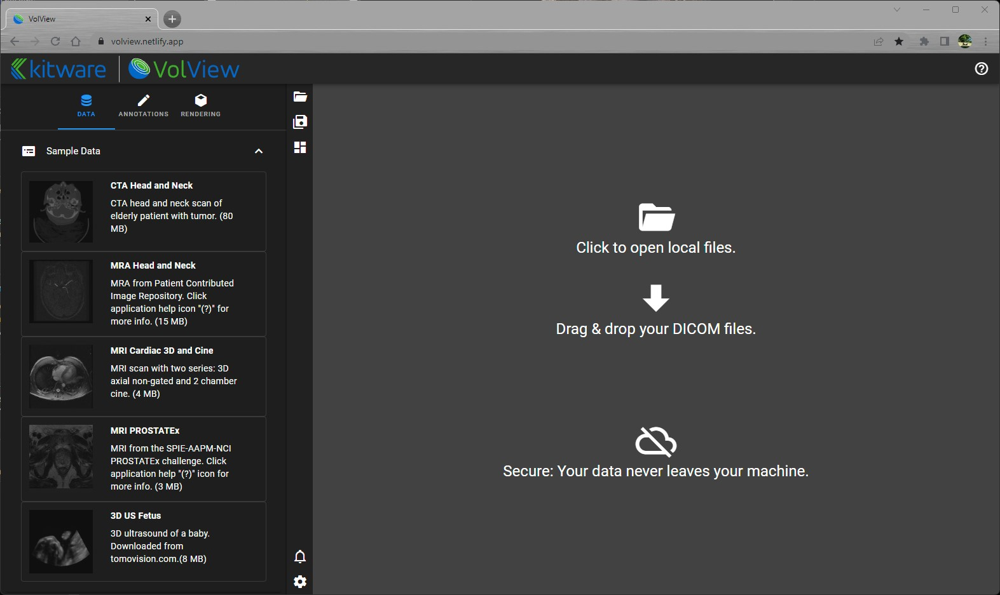 VolView
volview.netlify.app
kitware VolView
DATA
ANNOTATIONS
RENDERING
Sample Data
CTA Head and Neck
CTA head and neck scan of
elderly patient with tumor. (80
MB)
MRA Head and Neck
MRA from Patient Contributed
Image Repository. Click
application help icon "(?)" for
more info. (15 MB)
MRI Cardiac 3D and Cine
MRI scan with two series: 3D
axial non-gated and 2 chamber
cine. (4 MB)
MRI PROSTATEx
MRI from the SPIE-AAPM-NCI
PROSTATEx challenge. Click
application help "(?)" icon for
more info. (3 MB)
3D US Fetus
3D ultrasound of a baby.
Downloaded from
tomovision.com.(8 MB)
Click to open local files.
Drag & drop your DICOM files.
Secure: Your data never leaves your machine.